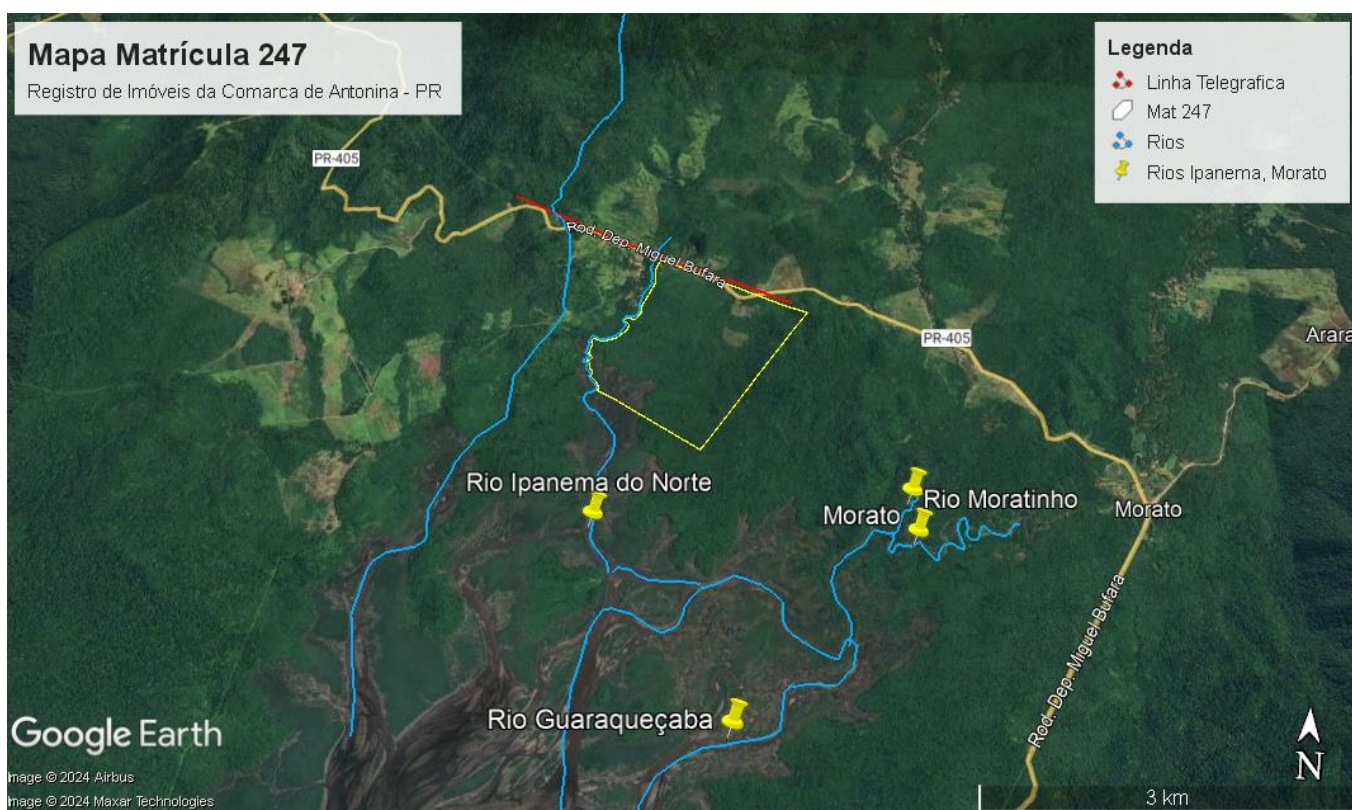 Mapa Matrícula 247
Registro de Imóveis da Comarca de Antonina - PR
Legenda
Linha Telegrafica
Mat 247
Rios
Rios Ipanema, Morato
PR-405
Rod. Dep. Miguel Bufara
PR-405
Arara
Rio Ipanema do Norte
Morato
Rio Moratinho
Morato
Rod. Dep. Miguel Bufara
Rio Guaraqueçaba
Google Earth
Image © 2024 Airbus
Image © 2024 Maxar Technologies
N
3 km